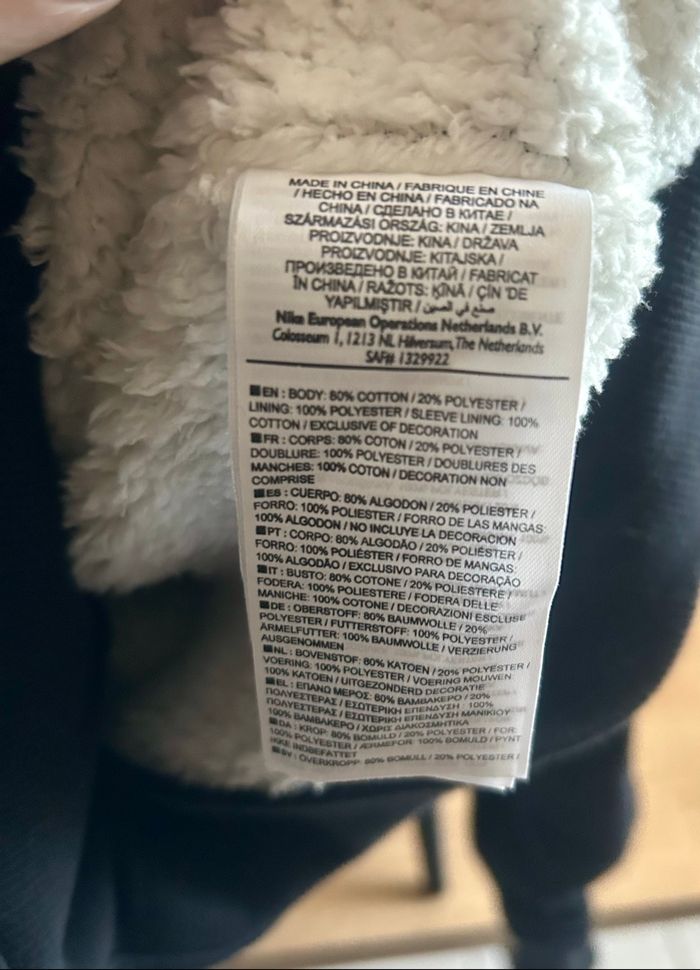 MADE IN CHINA / FABRIQUE EN CHINE
/ HECHO EN CHINA / FABRICADO NA
CHINA / СДЕЛАНО В КИТАЕ /
SZÁRMAZÁSI ORSZÁG: KINA / ZEMLJA
PROIZVODNJE: KINA / DRŽAVA
PROIZVODNJE: KITAJSKA /
ПРОИЗВЕДЕНО В КИТАЙ / FABRICAT
ÎN CHINA / RAŽOTS: ĶĪNĀ / ÇİN 'DE
YAPILMIŞTIR / صنع في الصين
Nike European Operations Netherlands B.V.
Colosseum 1, 1213 NL Hilversum, The Netherlands
SAF# 1329922
EN : BODY: 80% COTTON / 20% POLYESTER /
LINING: 100% POLYESTER / SLEEVE LINING: 100%
COTTON / EXCLUSIVE OF DECORATION
FR : CORPS: 80% COTON / 20% POLYESTER /
DOUBLURE: 100% POLYESTER / DOUBLURES DES
MANCHES: 100% COTON / DECORATION NON
COMPRISE
ES : CUERPO: 80% ALGODON / 20% POLIESTER /
FORRO: 100% POLIESTER / FORRO DE LAS MANGAS:
100% ALGODON / NO INCLUYE LA DECORACION
PT : CORPO: 80% ALGODÃO / 20% POLIÉSTER /
FORRO: 100% POLIÉSTER / FORRO DE MANGAS:
100% ALGODÃO / EXCLUSIVO PARA DECORAÇÃO
IT : BUSTO: 80% COTONE / 20% POLIESTERE /
FODERA: 100% POLIESTERE / FODERA DELLE
MANICHE: 100% COTONE / DECORAZIONI ESCLUSE
DE : OBERSTOFF: 80% BAUMWOLLE / 20%
POLYESTER / FUTTERSTOFF: 100% POLYESTER /
ÄRMELFUTTER: 100% BAUMWOLLE / VERZIERUNG
AUSGENOMMEN
NL : BOVENSTOF: 80% KATOEN / 20% POLYESTER /
VOERING: 100% POLYESTER / VOERING MOUWEN:
100% KATOEN / UITGEZONDERD DECORATIE
EL : ΕΠΑΝΩ ΜΕΡΟΣ: 80% ΒΑΜΒΑΚΕΡΟ / 20%
ΠΟΛΥΕΣΤΕΡΑΣ / ΕΣΩΤΕΡΙΚΗ ΕΠΕΝΔΥΣΗ : 100%
ΠΟΛΥΕΣΤΕΡΑΣ / ΕΣΩΤΕΡΙΚΗ ΕΠΕΝΔΥΣΗ ΜΑΝΙΚΙΟΥ
100% ΒΑΜΒΑΚΕΡΟ / ΧΩΡΙΣ ΔΙΑΚΟΣΜΗΤΙΚΑ
DA : KROP: 80% BOMULD / 20% POLYESTER / FOR:
100% POLYESTER / ÆRMEFOR: 100% BOMULD / PYNT
IKKE INDBEFATTET
SV : ÖVERKROPP: 80% BOMULL / 20% POLYESTER /